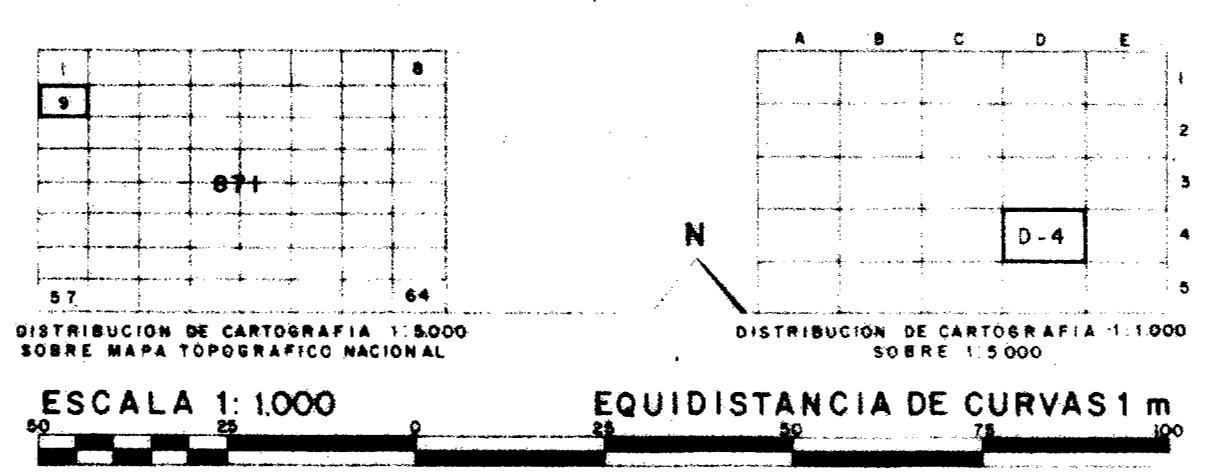 1 8
9
871
57 64
DISTRIBUCION DE CARTOGRAFIA 1:5.000
SOBRE MAPA TOPOGRAFICO NACIONAL
N
A B C D E
1
2
3
D-4 4
5
DISTRIBUCIÓN DE CARTOGRAFIA 1:1.000
SOBRE 1:5.000
ESCALA 1:1.000 EQUIDISTANCIA DE CURVAS 1 m
50 25 0 25 50 75 100